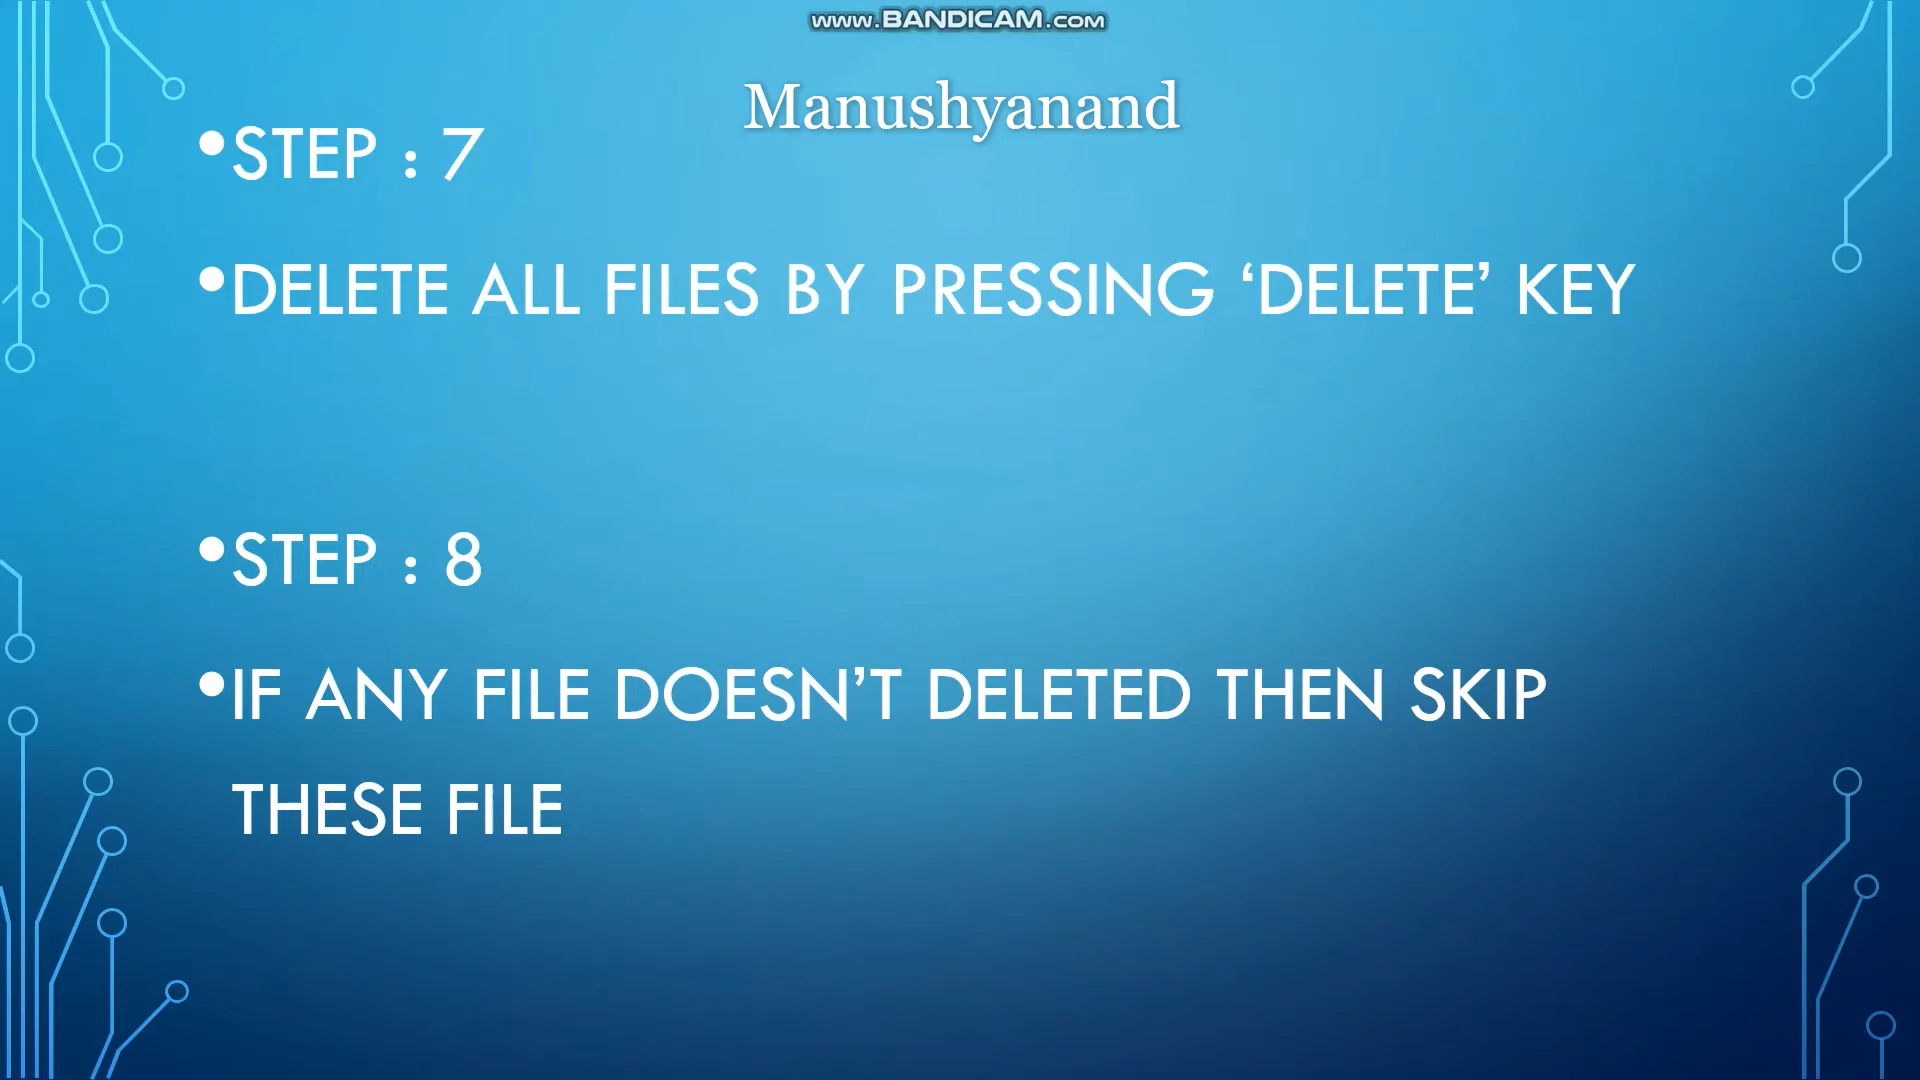 www.BANDICAM.com
Manushyanand
•STEP : 7
•DELETE ALL FILES BY PRESSING ‘DELETE’ KEY
•STEP : 8
•IF ANY FILE DOESN’T DELETED THEN SKIP
THESE FILE